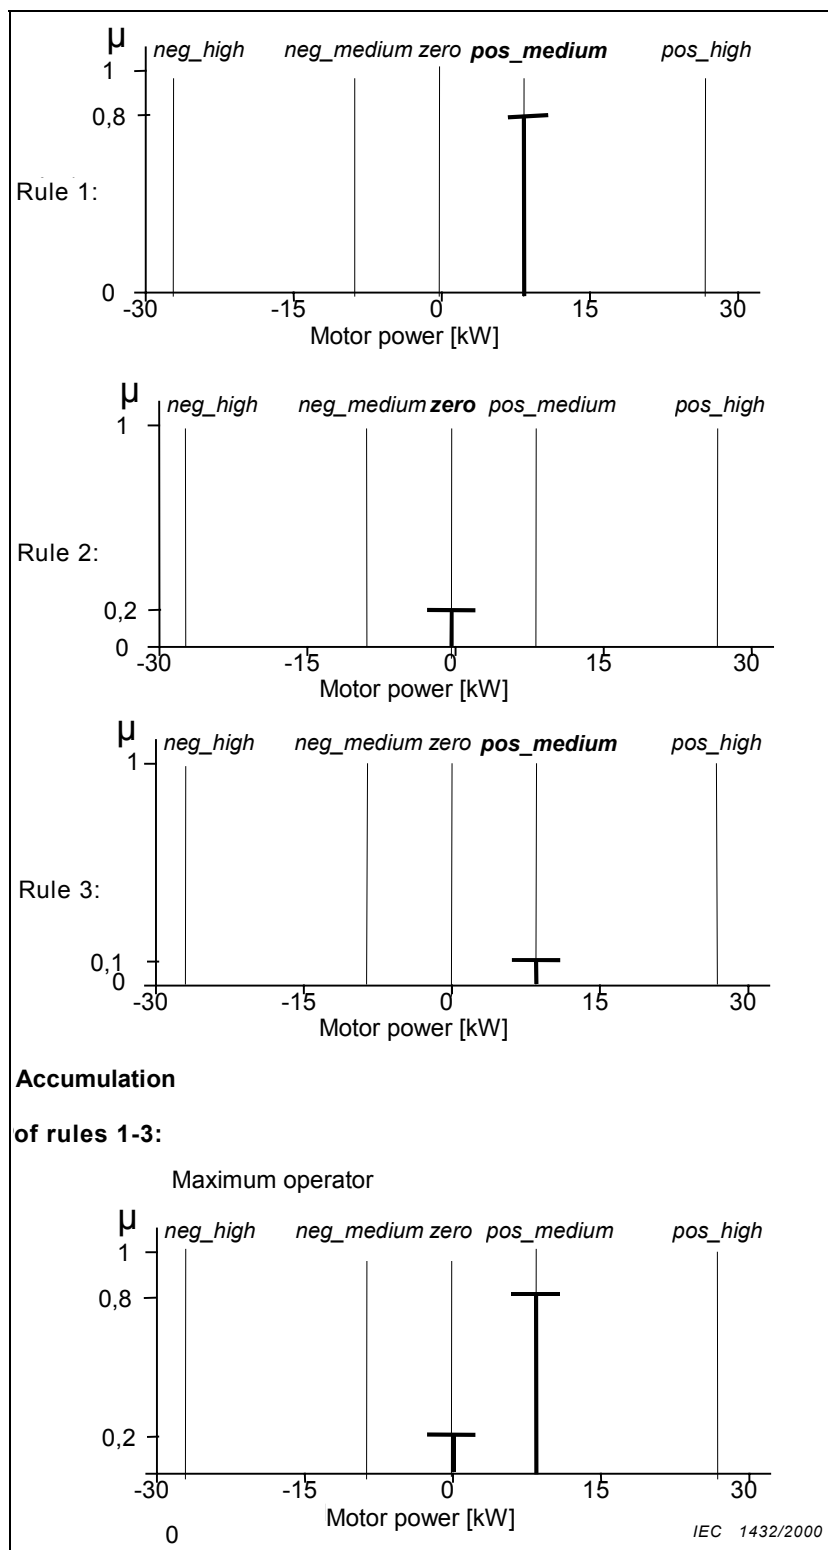 μ
neg_high neg_medium zero pos_medium pos_high
1
0,8
Rule 1:
0
-30 -15 0 15 30
Motor power [kW]
μ
neg_high neg_medium zero pos_medium pos_high
1
Rule 2:
0,2
0
-30 -15 0 15 30
Motor power [kW]
μ
neg_high neg_medium zero pos_medium pos_high
1
Rule 3:
0,1
0
-30 -15 0 15 30
Motor power [kW]
Accumulation
of rules 1-3:
Maximum operator
μ
neg_high neg_medium zero pos_medium pos_high
1
0,8
0,2
-30 -15 0 15 30
Motor power [kW]
0
IEC 1432/2000